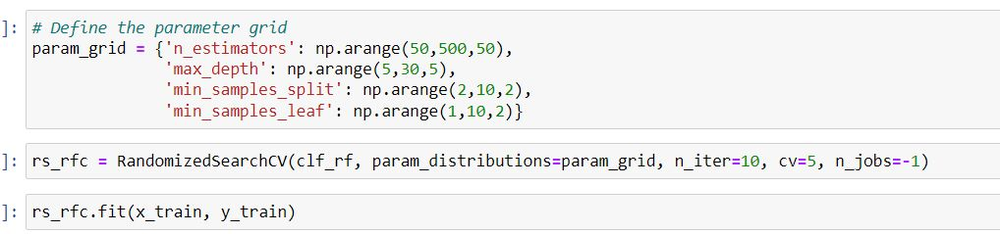 ]: # Define the parameter grid
param_grid = {'n_estimators': np.arange(50,500,50),
'max_depth': np.arange(5,30,5),
'min_samples_split': np.arange(2,10,2),
'min_samples_leaf': np.arange(1,10,2)}
]: rs_rfc = RandomizedSearchCV(clf_rf, param_distributions=param_grid, n_iter=10, cv=5, n_jobs=-1)
]: rs_rfc.fit(x_train, y_train)